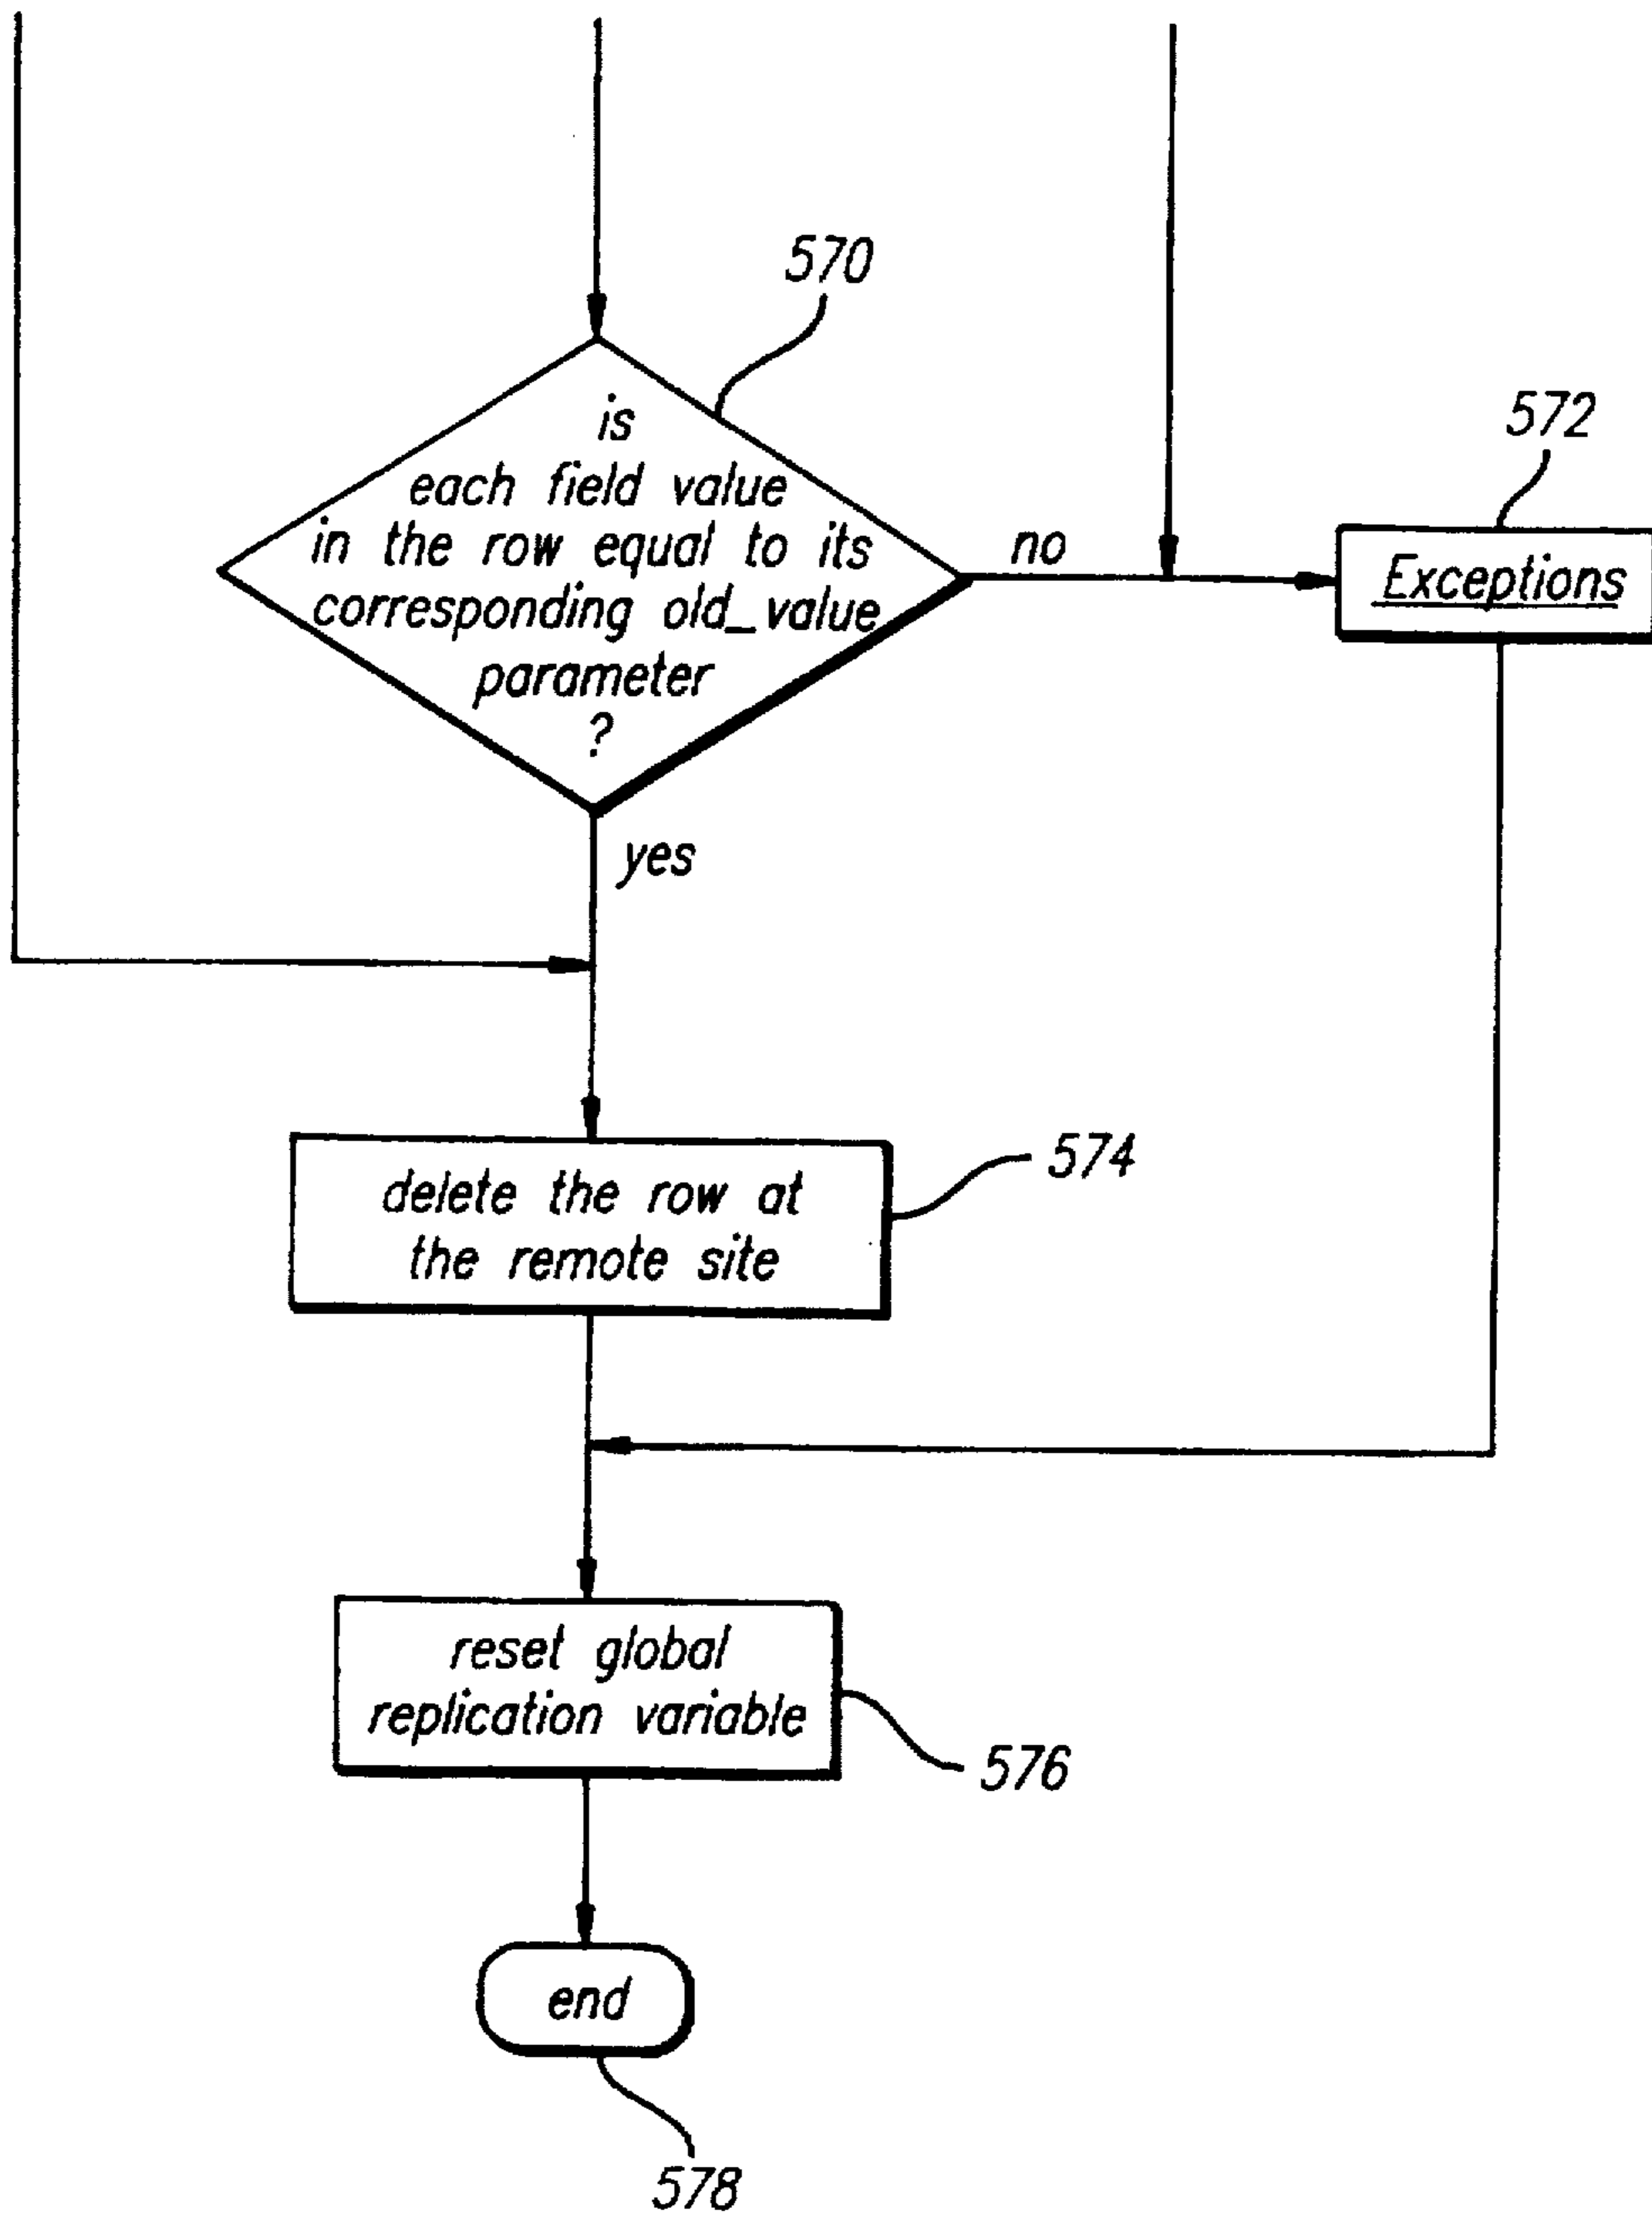 570
is
each field value
in the row equal to its
corresponding old_value
parameter
?
no
572
Exceptions
yes
delete the row at
the remote site
574
reset global
replication variable
576
end
578